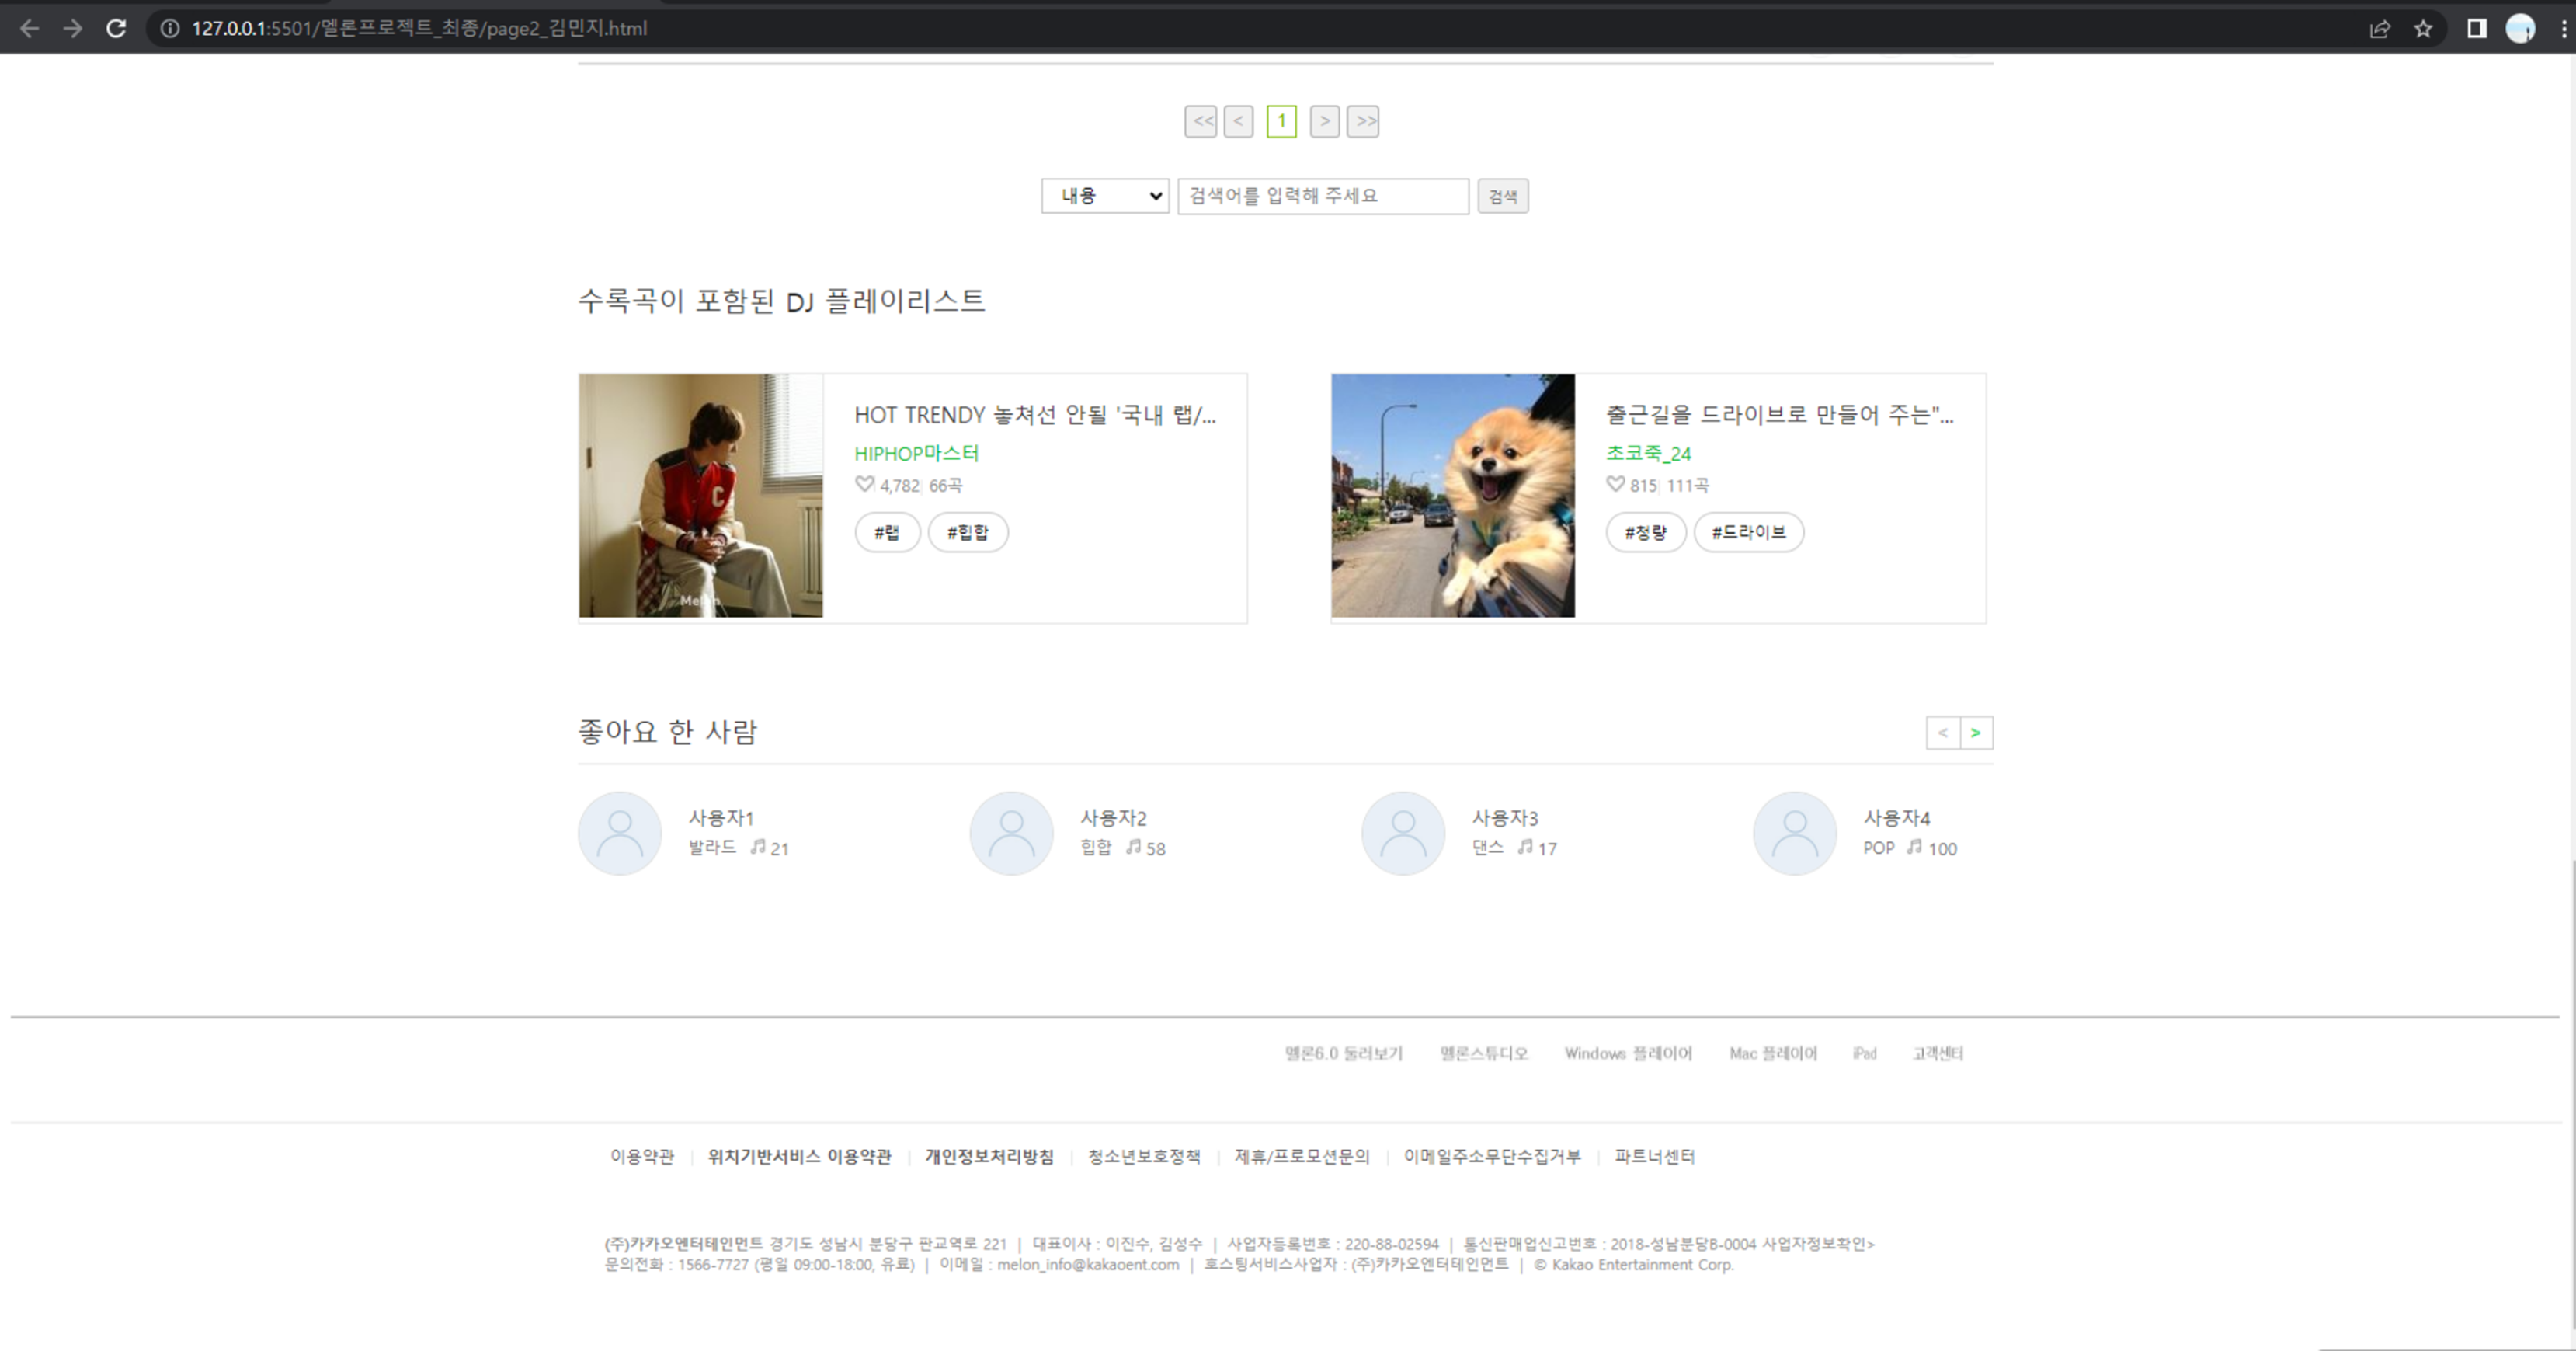 127.0.0.1:5501/멜론프로젝트_최종/page2_김민지.html
<< < 1 > >>
내용 검색어를 입력해 주세요 검색
수록곡이 포함된 DJ 플레이리스트
HOT TRENDY 놓쳐선 안될 '국내 랩/...
HIPHOP마스터
4,782 66곡
#랩 #힙합
C
Melon
출근길을 드라이브로 만들어 주는"...
초코죽_24
815 111곡
#청량 #드라이브
좋아요 한 사람 < >
사용자1
발라드 21
사용자2
힙합 58
사용자3
댄스 17
사용자4
POP 100
멜론6.0 둘러보기 멜론스튜디오 Windows 플레이어 Mac 플레이어 iPad 고객센터
이용약관 | 위치기반서비스 이용약관 | 개인정보처리방침 | 청소년보호정책 | 제휴/프로모션문의 | 이메일주소무단수집거부 | 파트너센터
(주)카카오엔터테인먼트 경기도 성남시 분당구 판교역로 221 | 대표이사 : 이진수, 김성수 | 사업자등록번호 : 220-88-02594 | 통신판매업신고번호 : 2018-성남분당B-0004 사업자정보확인>
문의전화 : 1566-7727 (평일 09:00-18:00, 유료) | 이메일 : melon_info@kakaoent.com | 호스팅서비스사업자 : (주)카카오엔터테인먼트 | © Kakao Entertainment Corp.